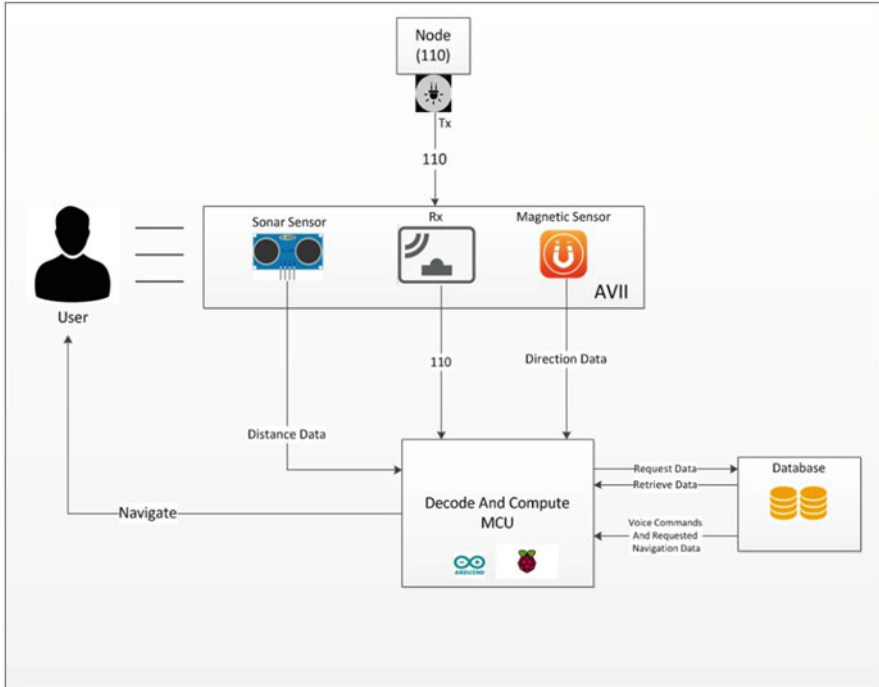 Node
(110)
Tx
110
Sonar Sensor
Rx
Magnetic Sensor
AVII
User
110
Direction Data
Distance Data
Decode And Compute
MCU
ARDUINO
Request Data
Retrieve Data
Database
Voice Commands
And Requested
Navigation Data
Navigate